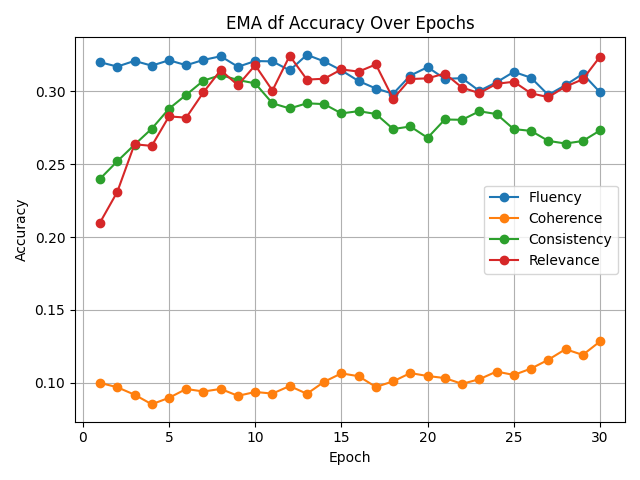 EMA df Accuracy Over Epochs
Accuracy
0.30
0.25
0.20
0.15
0.10
Fluency
Coherence
Consistency
Relevance
0 5 10 15 20 25 30
Epoch